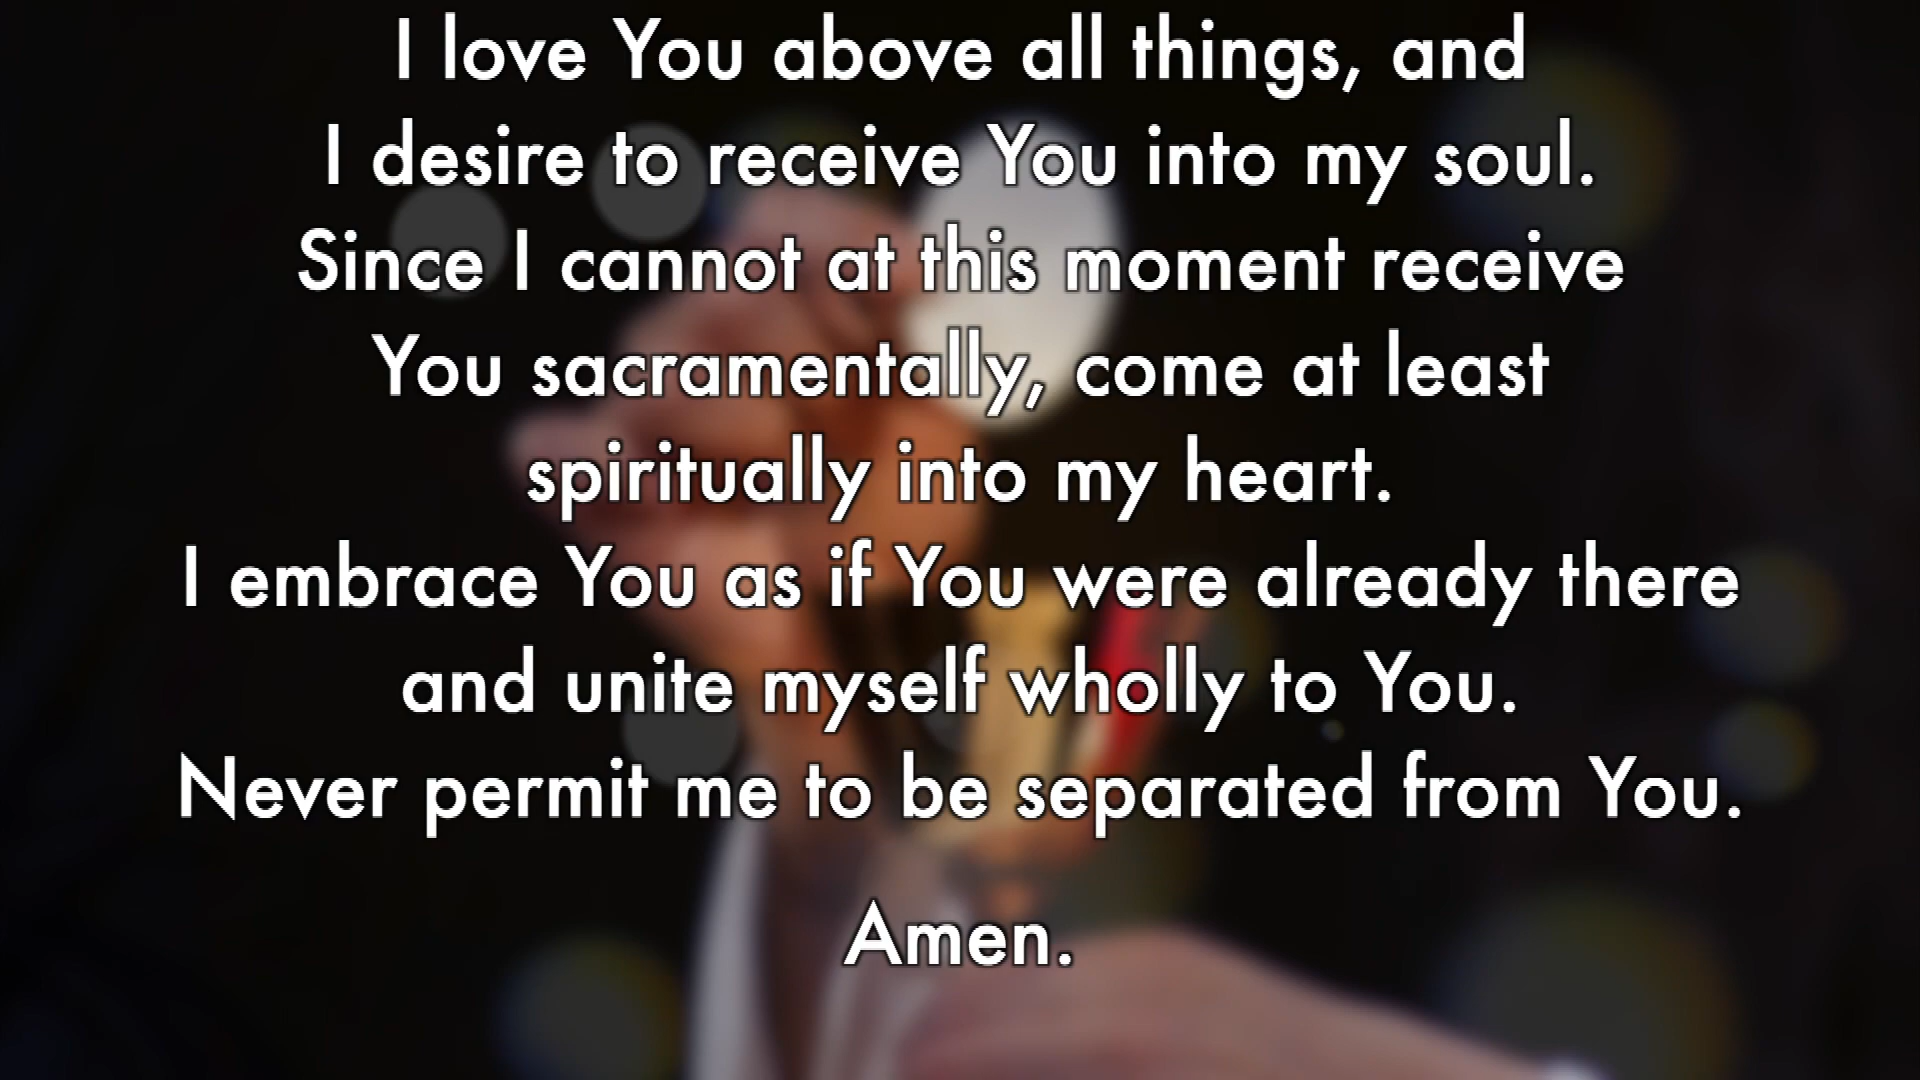 I love You above all things, and
I desire to receive You into my soul.
Since I cannot at this moment receive
You sacramentally, come at least
spiritually into my heart.
I embrace You as if You were already there
and unite myself wholly to You.
Never permit me to be separated from You.
Amen.